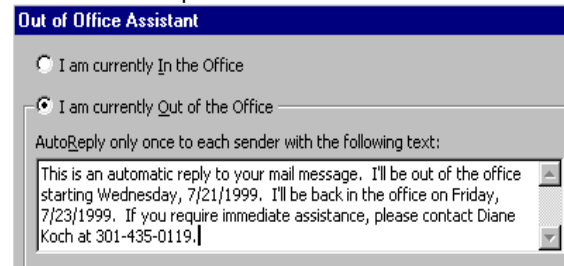 Out of Office Assistant
I am currently In the Office
I am currently Out of the Office
AutoReply only once to each sender with the following text:
This is an automatic reply to your mail message.  I'll be out of the office
starting Wednesday, 7/21/1999.  I'll be back in the office on Friday,
7/23/1999.  If you require immediate assistance, please contact Diane
Koch at 301-435-0119.